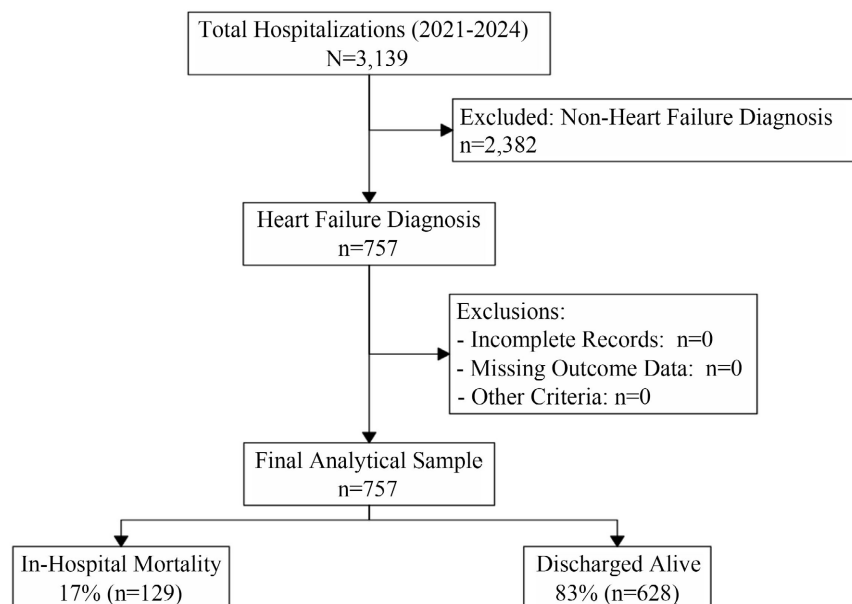 Total Hospitalizations (2021-2024)
N=3,139
Excluded: Non-Heart Failure Diagnosis
n=2,382
Heart Failure Diagnosis
n=757
Exclusions:
- Incomplete Records: n=0
- Missing Outcome Data: n=0
- Other Criteria: n=0
Final Analytical Sample
n=757
In-Hospital Mortality
17% (n=129)
Discharged Alive
83% (n=628)